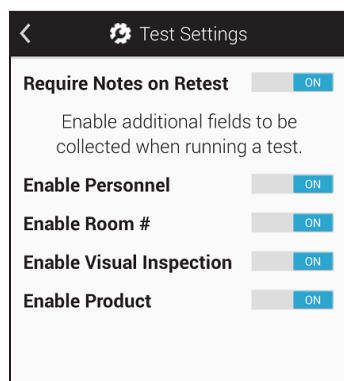 Test Settings
Require Notes on Retest ON
Enable additional fields to be
collected when running a test.
Enable Personnel ON
Enable Room # ON
Enable Visual Inspection ON
Enable Product ON